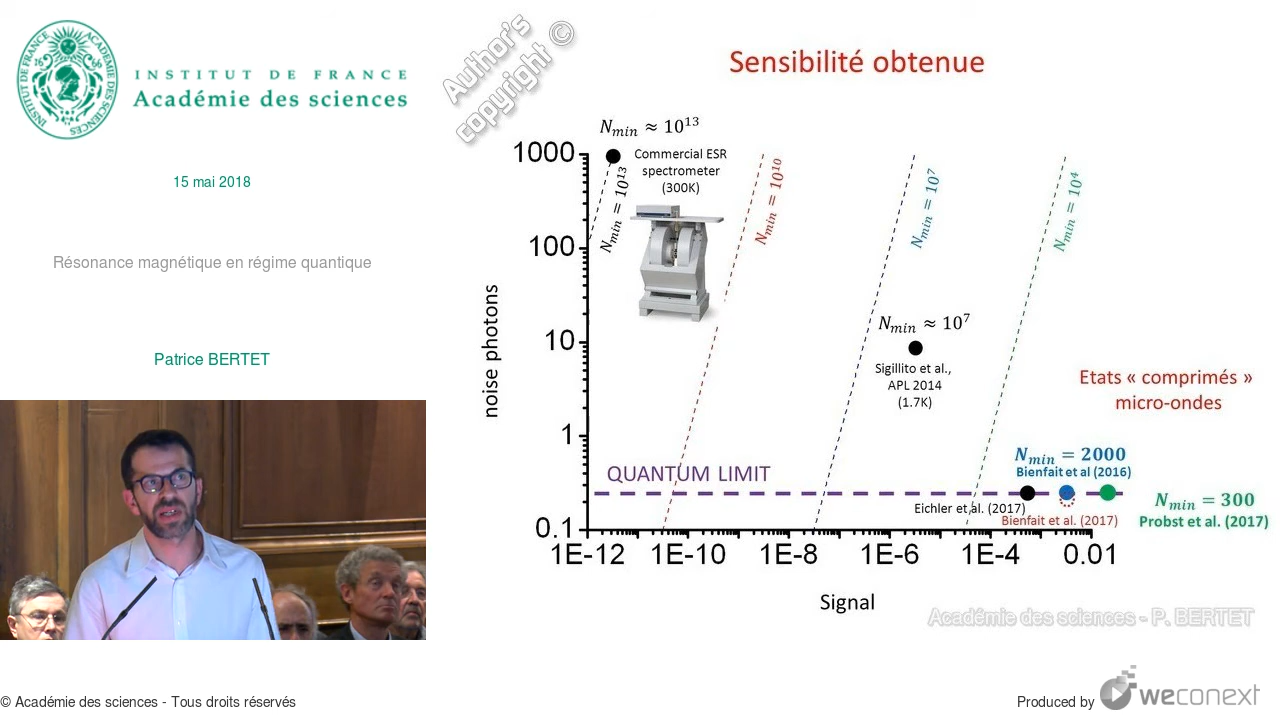 INSTITUT DE FRANCE
Académie des sciences
15 mai 2018
Résonance magnétique en régime quantique
Patrice BERTET
© Académie des sciences - Tous droits réservés
Author's
copyright ©
Sensibilité obtenue
N_min ≈ 10^13
Commercial ESR
spectrometer
(300K)
N_min = 10^13
N_min = 10^10
N_min = 10^7
N_min = 10^4
1000
100
10
1
0.1
noise photons
N_min ≈ 10^7
Sigillito et al.,
APL 2014
(1.7K)
Etats « comprimés »
micro-ondes
QUANTUM LIMIT
N_min = 2000
Bienfait et al (2016)
Eichler et al. (2017)
Bienfait et al. (2017)
N_min = 300
Probst et al. (2017)
1E-12 1E-10 1E-8 1E-6 1E-4 0.01
Signal
Académie des sciences - P. BERTET
Produced by weconext